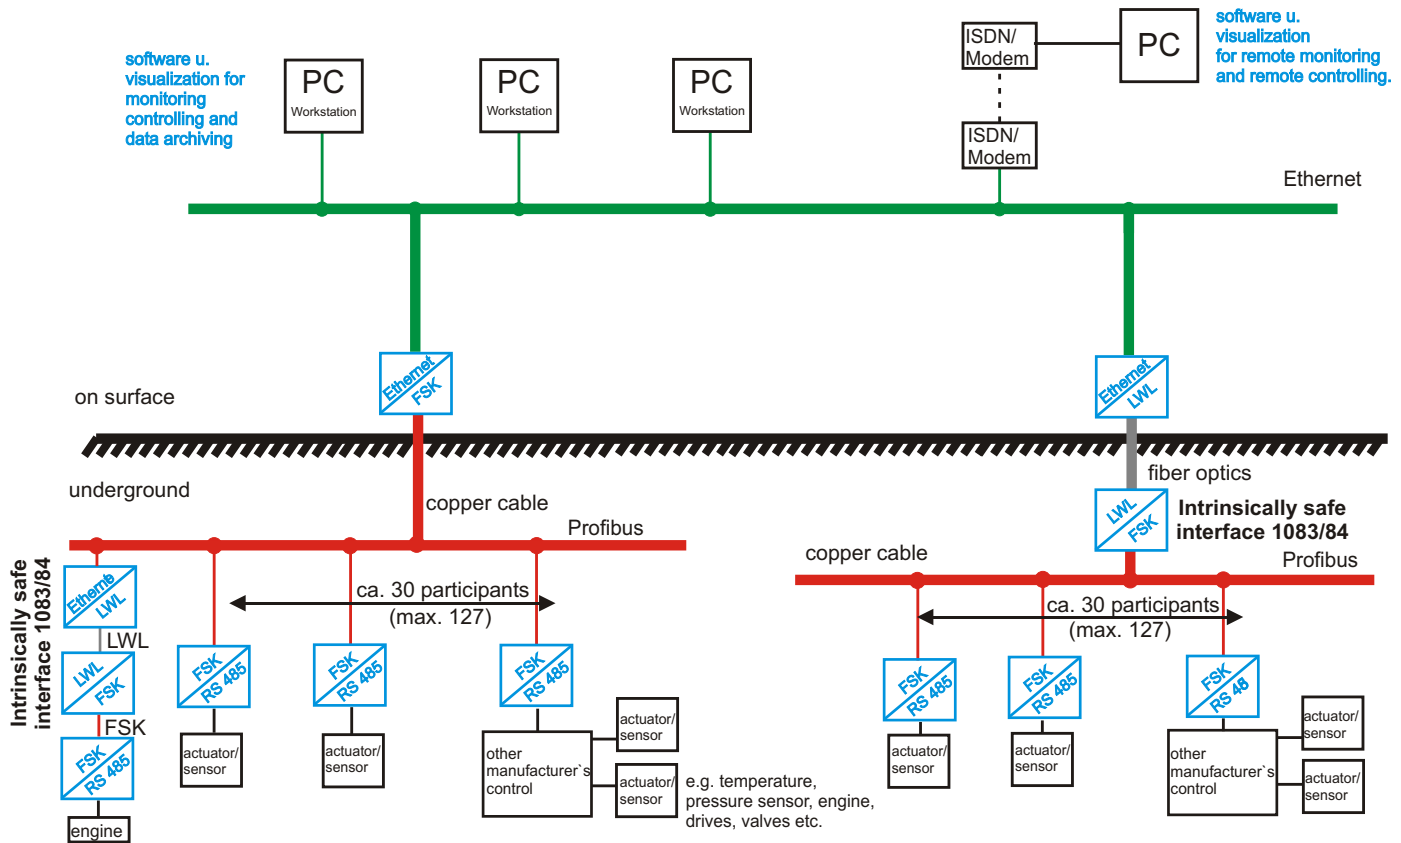 software u.
visualization for
monitoring
controlling and
data archiving
PC
Workstation
PC
Workstation
PC
Workstation
ISDN/
Modem
PC
software u.
visualization
for remote monitoring
and remote controlling.
ISDN/
Modem
Ethernet
Ethernet
FSK
Ethernet
LWL
on surface
underground
copper cable
Profibus
fiber optics
LWL
FSK
Intrinsically safe
interface 1083/84
copper cable
Profibus
Intrinsically safe
interface 1083/84
Etherne
LWL
LWL
LWL
FSK
FSK
FSK
RS 485
engine
ca. 30 participants
(max. 127)
FSK
RS 485
actuator/
sensor
FSK
RS 485
actuator/
sensor
FSK
RS 485
other
manufacturer`s
control
actuator/
sensor
actuator/
sensor
e.g. temperature,
pressure sensor, engine,
drives, valves etc.
ca. 30 participants
(max. 127)
FSK
RS 485
actuator/
sensor
FSK
RS 485
actuator/
sensor
FSK
RS 48
other
manufacturer`s
control
actuator/
sensor
actuator/
sensor